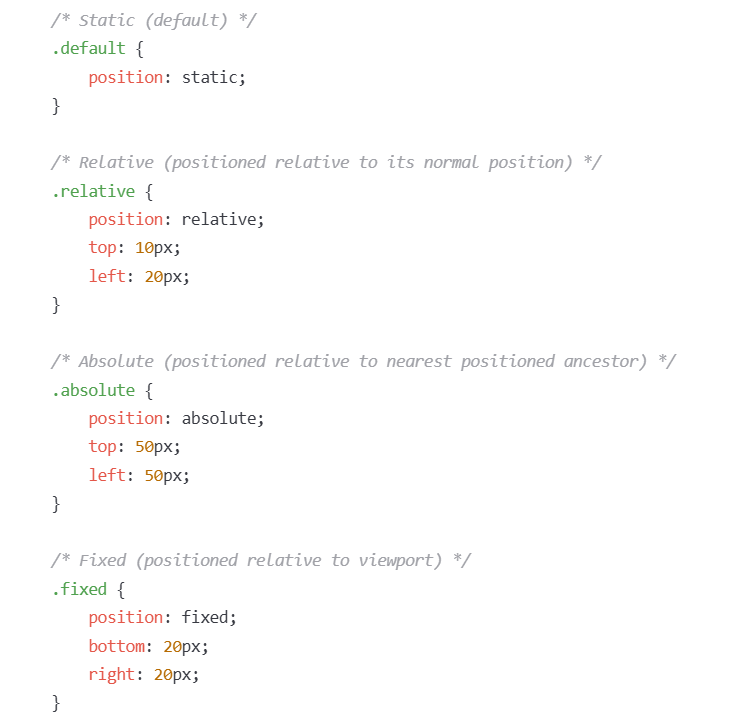 /* Static (default) */
.default {
    position: static;
}

/* Relative (positioned relative to its normal position) */
.relative {
    position: relative;
    top: 10px;
    left: 20px;
}

/* Absolute (positioned relative to nearest positioned ancestor) */
.absolute {
    position: absolute;
    top: 50px;
    left: 50px;
}

/* Fixed (positioned relative to viewport) */
.fixed {
    position: fixed;
    bottom: 20px;
    right: 20px;
}